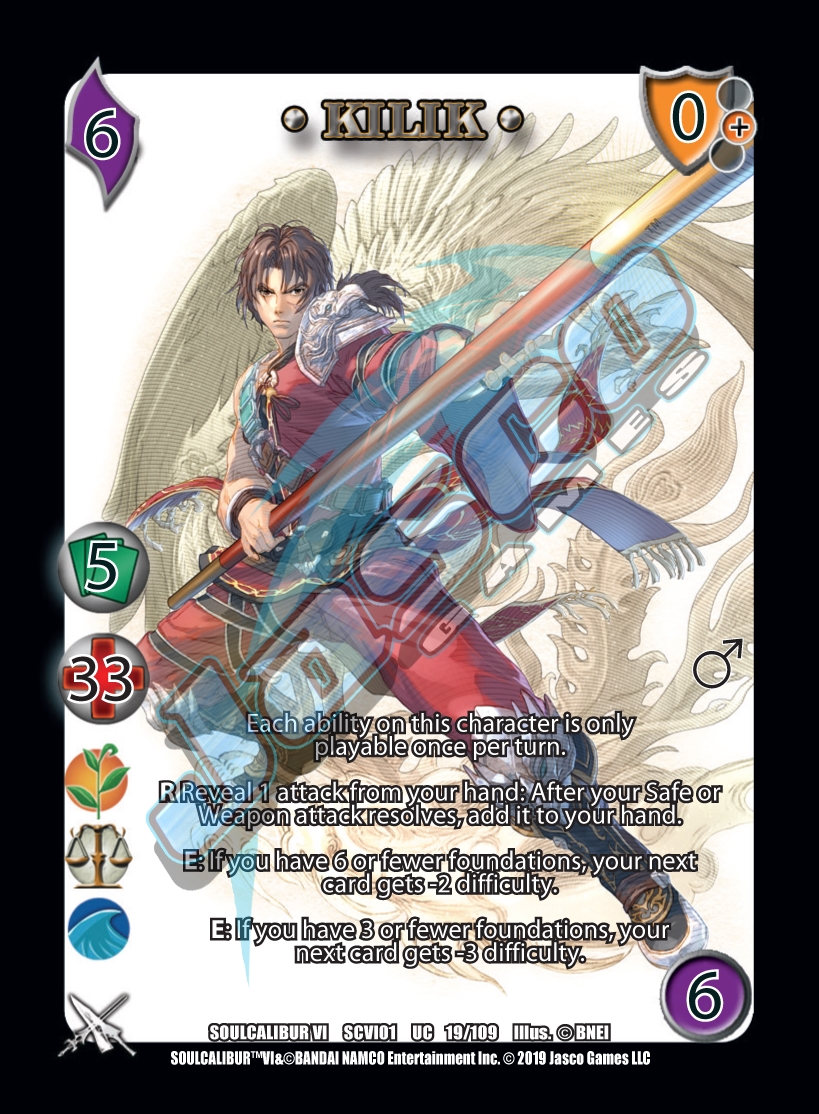 6
• KILIK •
0
+
TM
5
33
JASCO
GAMES
Each ability on this character is only
playable once per turn.
R Reveal 1 attack from your hand: After your Safe or
Weapon attack resolves, add it to your hand.
E: If you have 6 or fewer foundations, your next
card gets -2 difficulty.
E: If you have 3 or fewer foundations, your
next card gets -3 difficulty.
6
SOULCALIBUR VI SCVI01 UC 19/109 Illus. © BNEI
SOULCALIBUR™VI&©BANDAI NAMCO Entertainment Inc. © 2019 Jasco Games LLC